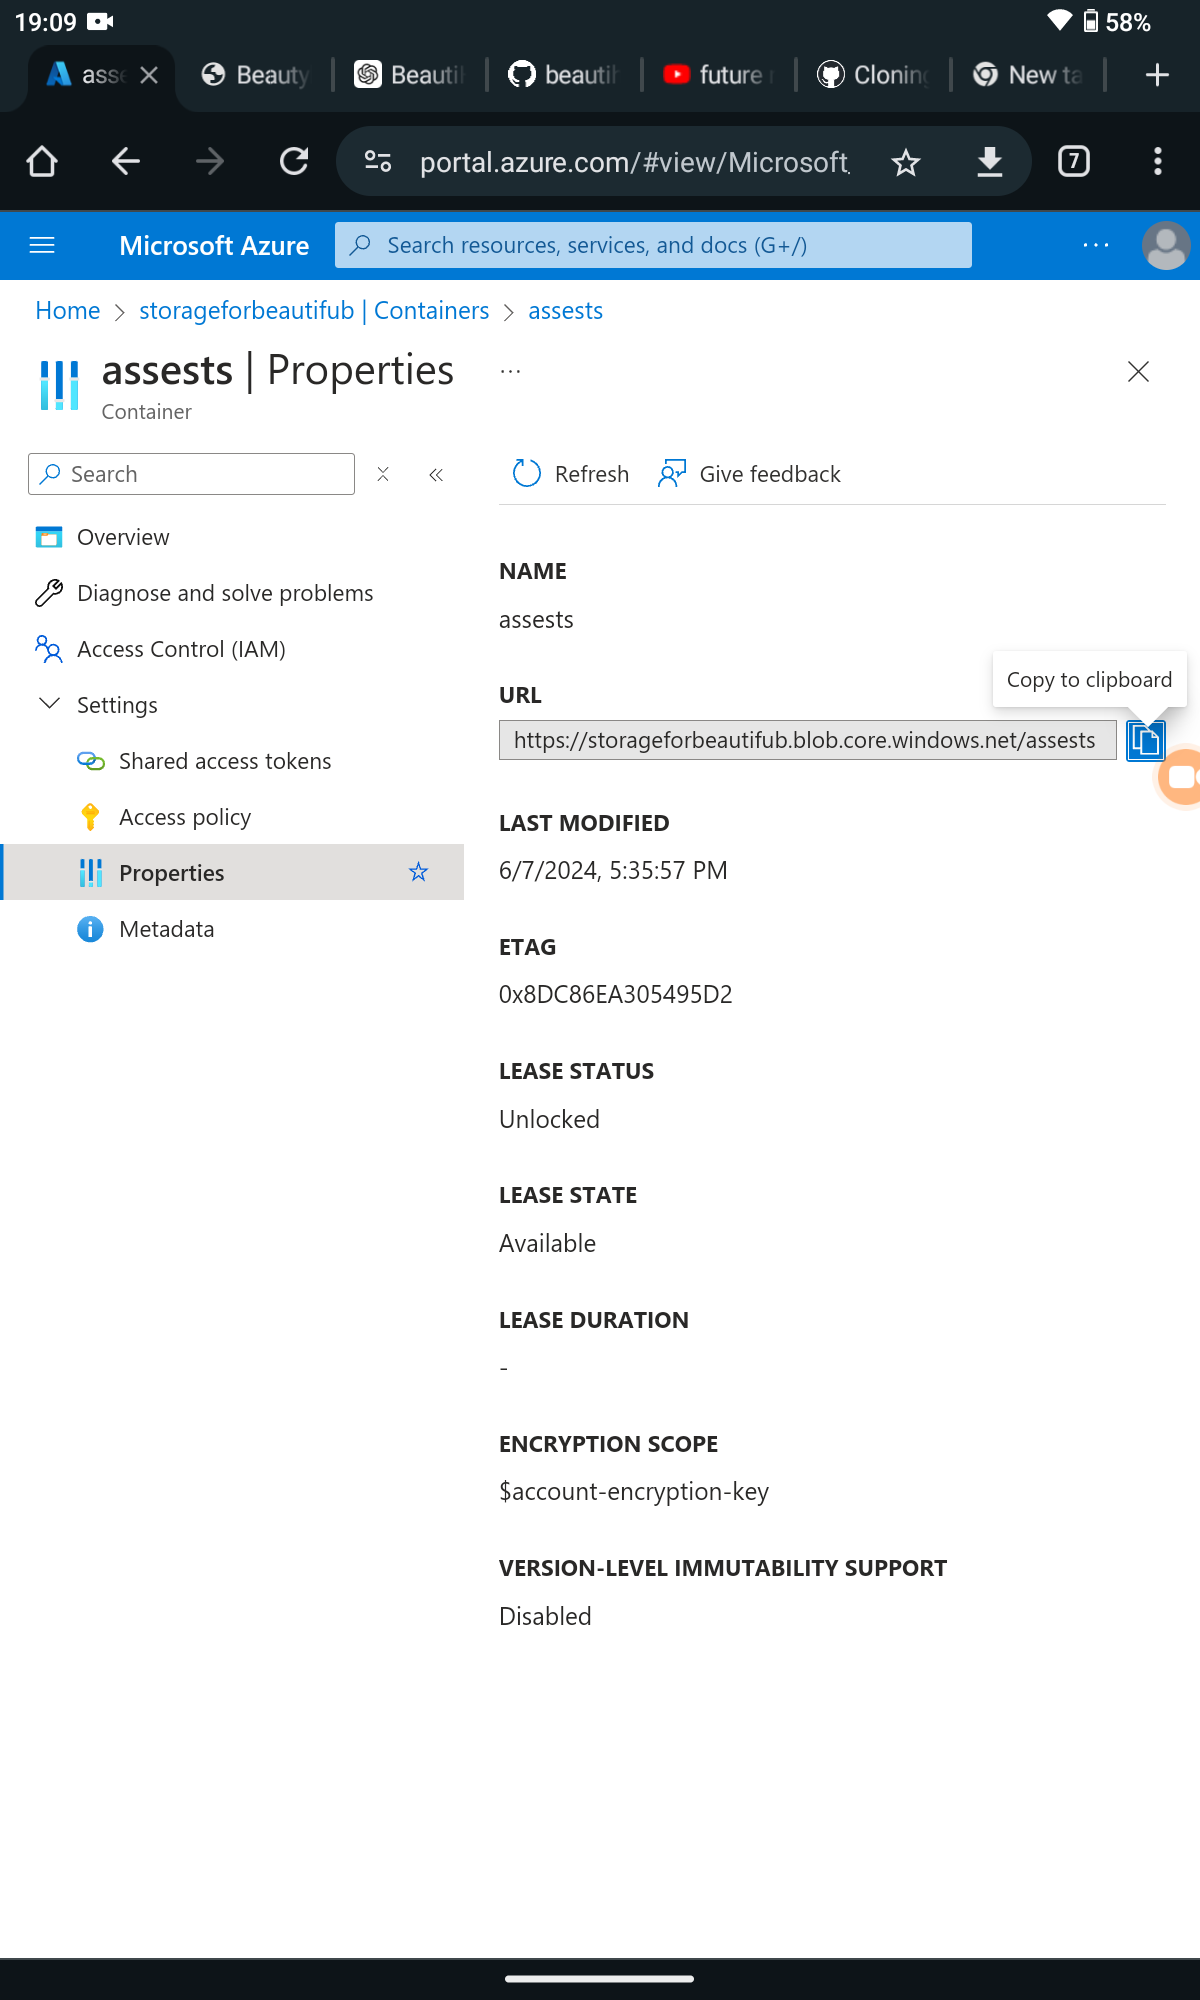 19:09 58%
asse Beauty Beauti beautif future Cloning New ta
portal.azure.com/#view/Microsoft. 7
Microsoft Azure Search resources, services, and docs (G+/) ...
Home > storageforbeautifub | Containers > assests
assests | Properties ...
Container
Search Refresh Give feedback
Overview
Diagnose and solve problems
Access Control (IAM)
Settings
Shared access tokens
Access policy
Properties
Metadata
NAME
assests
Copy to clipboard
URL
https://storageforbeautifub.blob.core.windows.net/assests
LAST MODIFIED
6/7/2024, 5:35:57 PM
ETAG
0x8DC86EA305495D2
LEASE STATUS
Unlocked
LEASE STATE
Available
LEASE DURATION
-
ENCRYPTION SCOPE
$account-encryption-key
VERSION-LEVEL IMMUTABILITY SUPPORT
Disabled